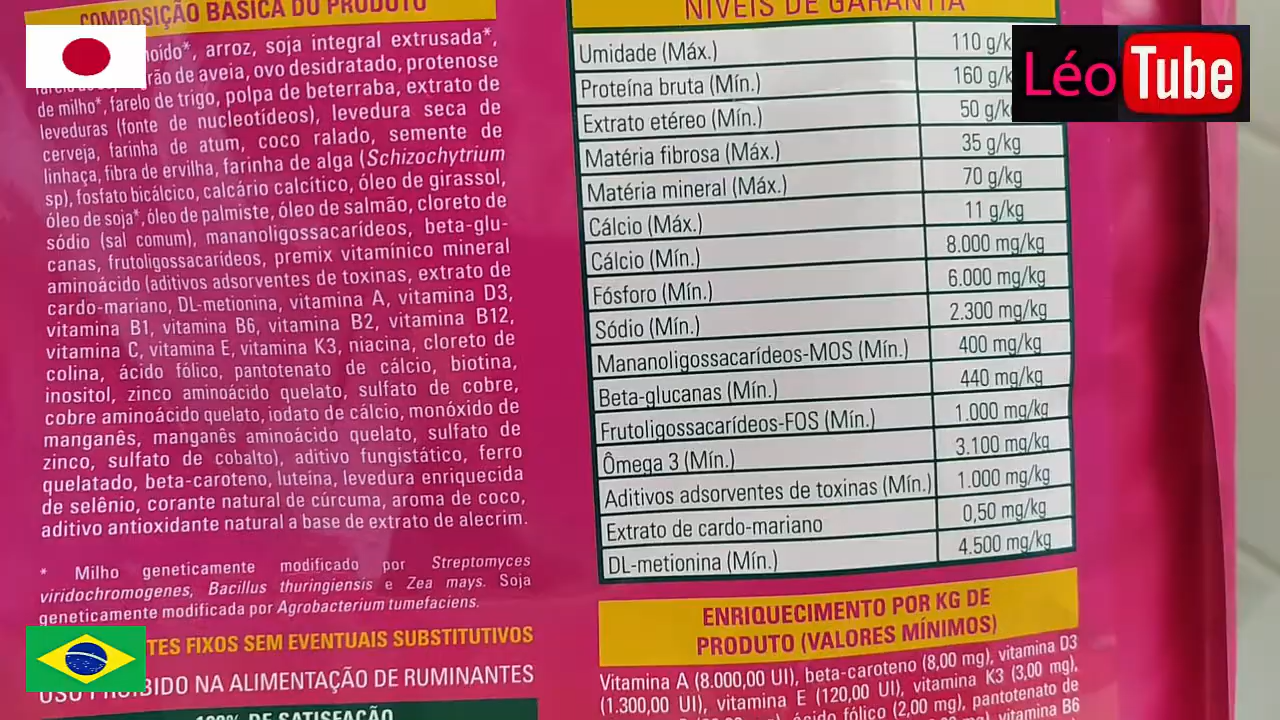 COMPOSIÇÃO BÁSICA DO PRODUTO
arroz, soja integral extrusada*,
de aveia, ovo desidratado, protenose
de milho*, farelo de trigo, polpa de beterraba, extrato de
leveduras (fonte de nucleotídeos), levedura seca de
cerveja, farinha de atum, coco ralado, semente de
linhaça, fibra de ervilha, farinha de alga (Schizochytrium
sp), fosfato bicálcico, calcário calcítico, óleo de girassol,
óleo de soja*, óleo de palmiste, óleo de salmão, cloreto de
sódio (sal comum), mananoligossacarídeos, beta-glu-
canas, frutoligossacarídeos, premix vitamínico mineral
aminoácido (aditivos adsorventes de toxinas, extrato de
cardo-mariano, DL-metionina, vitamina A, vitamina D3,
vitamina B1, vitamina B6, vitamina B2, vitamina B12,
vitamina C, vitamina E, vitamina K3, niacina, cloreto de
colina, ácido fólico, pantotenato de cálcio, biotina,
inositol, zinco aminoácido quelato, sulfato de cobre,
cobre aminoácido quelato, iodato de cálcio, monóxido de
manganês, manganês aminoácido quelato, sulfato de
zinco, sulfato de cobalto), aditivo fungistático, ferro
quelatado, beta-caroteno, luteína, levedura enriquecida
de selênio, corante natural de cúrcuma, aroma de coco,
aditivo antioxidante natural a base de extrato de alecrim.
* Milho geneticamente modificado por Streptomyces
viridochromogenes, Bacillus thuringiensis e Zea mays. Soja
geneticamente modificada por Agrobacterium tumefaciens.
FIXOS SEM EVENTUAIS SUBSTITUTIVOS
USO PROIBIDO NA ALIMENTAÇÃO DE RUMINANTES
100% DE SATISFAÇÃO
NÍVEIS DE GARANTIA
Umidade (Máx.) 110 g/k
Proteína bruta (Mín.) 160 g/k
Extrato etéreo (Mín.) 50 g/k
Matéria fibrosa (Máx.) 35 g/kg
Matéria mineral (Máx.) 70 g/kg
Cálcio (Máx.) 11 g/kg
Cálcio (Mín.) 8.000 mg/kg
Fósforo (Mín.) 6.000 mg/kg
Sódio (Mín.) 2.300 mg/kg
Mananoligossacarídeos-MOS (Mín.) 400 mg/kg
Beta-glucanas (Mín.) 440 mg/kg
Frutoligossacarídeos-FOS (Mín.) 1.000 mg/kg
Ômega 3 (Mín.) 3.100 mg/kg
Aditivos adsorventes de toxinas (Mín.) 1.000 mg/kg
Extrato de cardo-mariano 0,50 mg/kg
DL-metionina (Mín.) 4.500 mg/kg
ENRIQUECIMENTO POR KG DE
PRODUTO (VALORES MÍNIMOS)
Vitamina A (8.000,00 UI), beta-caroteno (8,00 mg), vitamina D3
(1.300,00 UI), vitamina E (120,00 UI), vitamina K3 (3,00 mg),
ácido fólico (2,00 mg), pantotenato de
vitamina B6
Léo Tube